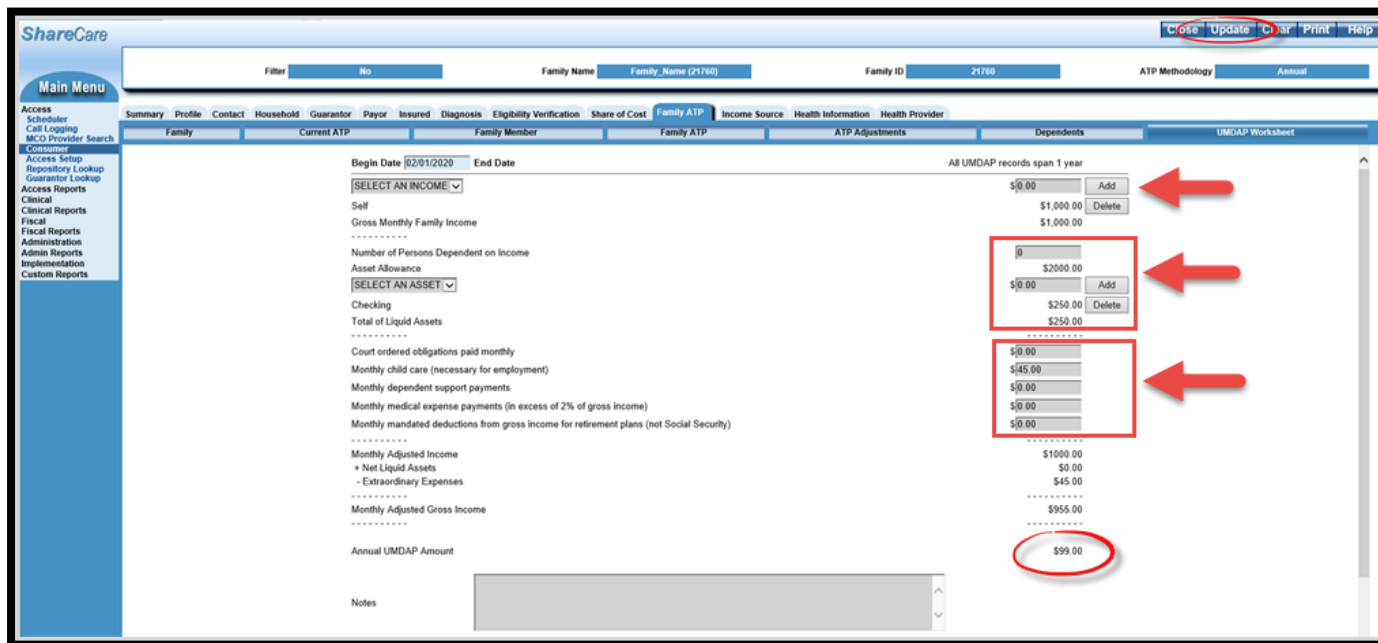 ShareCare
Close Update Clear Print Help
Filter No Family Name Family_Name (21760) Family ID 21760 ATP Methodology Annual
Main Menu
Access
Scheduler
Call Logging
MCO Provider Search
Consumer
Access Setup
Repository Lookup
Guarantor Lookup
Access Reports
Clinical
Clinical Reports
Fiscal
Fiscal Reports
Administration
Admin Reports
Implementation
Custom Reports
Summary Profile Contact Household Guarantor Payor Insured Diagnosis Eligibility Verification Share of Cost Family ATP Income Source Health Information Health Provider
Family Current ATP Family Member Family ATP ATP Adjustments Dependents UMDAP Worksheet
Begin Date 02/01/2020 End Date All UMDAP records span 1 year
SELECT AN INCOME $0.00 Add
Self $1,000.00 Delete
Gross Monthly Family Income $1,000.00
----------
Number of Persons Dependent on Income 0
Asset Allowance $2000.00
SELECT AN ASSET $0.00 Add
Checking $250.00 Delete
Total of Liquid Assets $250.00
---------- ----------
Court ordered obligations paid monthly $0.00
Monthly child care (necessary for employment) $45.00
Monthly dependent support payments $0.00
Monthly medical expense payments (in excess of 2% of gross income) $0.00
Monthly mandated deductions from gross income for retirement plans (not Social Security) $0.00
---------- ----------
Monthly Adjusted Income $1000.00
+ Net Liquid Assets $0.00
- Extraordinary Expenses $45.00
---------- ----------
Monthly Adjusted Gross Income $955.00
---------- ----------
Annual UMDAP Amount $99.00
Notes